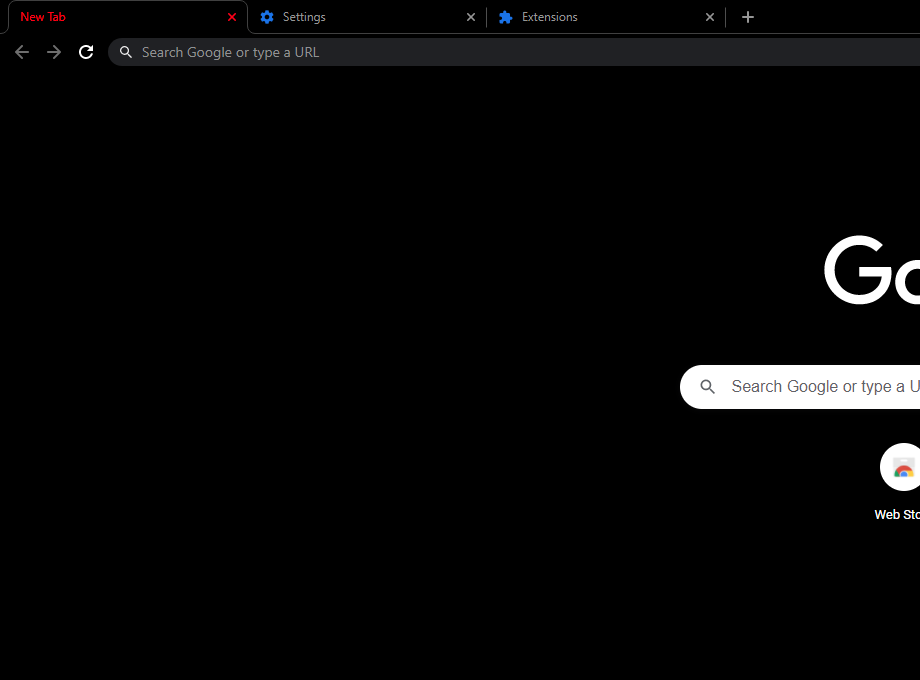 New Tab
Settings
Extensions
Search Google or type a URL
Go
Search Google or type a U
Web Sto